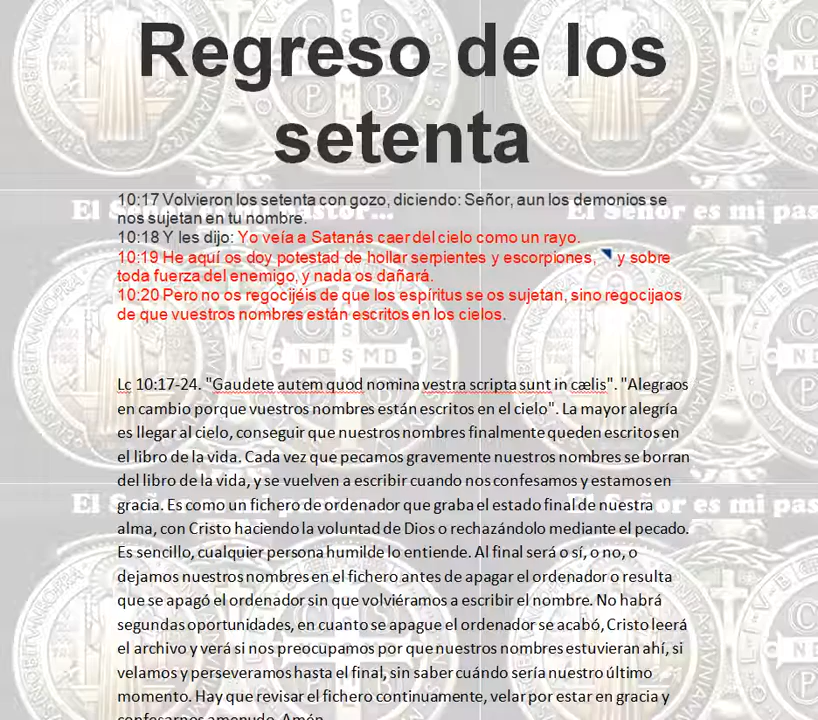 Regreso de los
setenta
10:17 Volvieron los setenta con gozo, diciendo: Señor, aun los demonios se
nos sujetan en tu nombre.
10:18 Y les dijo: Yo veía a Satanás caer del cielo como un rayo.
10:19 He aquí os doy potestad de hollar serpientes y escorpiones, y sobre
toda fuerza del enemigo, y nada os dañará.
10:20 Pero no os regocijéis de que los espíritus se os sujetan, sino regocijaos
de que vuestros nombres están escritos en los cielos.
Lc 10:17-24. "Gaudete autem quod nomina vestra scripta sunt in cælis". "Alegraos
en cambio porque vuestros nombres están escritos en el cielo". La mayor alegría
es llegar al cielo, conseguir que nuestros nombres finalmente queden escritos en
el libro de la vida. Cada vez que pecamos gravemente nuestros nombres se borran
del libro de la vida, y se vuelven a escribir cuando nos confesamos y estamos en
gracia. Es como un fichero de ordenador que graba el estado final de nuestra
alma, con Cristo haciendo la voluntad de Dios o rechazándolo mediante el pecado.
Es sencillo, cualquier persona humilde lo entiende. Al final será o sí, o no, o
dejamos nuestros nombres en el fichero antes de apagar el ordenador o resulta
que se apagó el ordenador sin que volviéramos a escribir el nombre. No habrá
segundas oportunidades, en cuanto se apague el ordenador se acabó, Cristo leerá
el archivo y verá si nos preocupamos por que nuestros nombres estuvieran ahí, si
velamos y perseveramos hasta el final, sin saber cuándo sería nuestro último
momento. Hay que revisar el fichero continuamente, velar por estar en gracia y
confesarnos amenudo. Amén